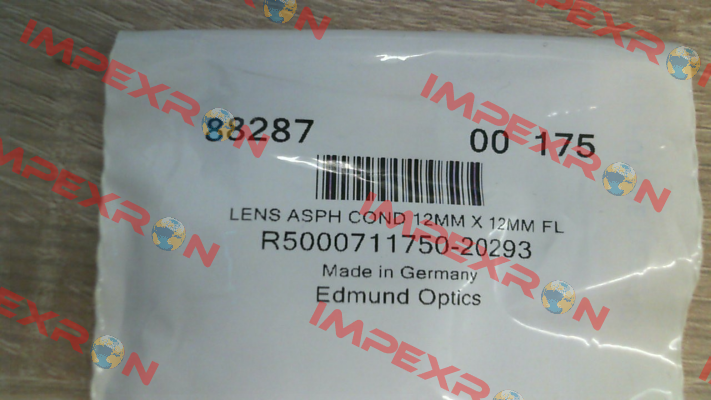 88287 00 175
LENS ASPH COND 12MM X 12MM FL
R5000711750-20293
Made in Germany
Edmund Optics
IMPEXRON
IMPEXRON
IMPEXRON
IMPEXRON
IMPEXRON
IMPEXRON